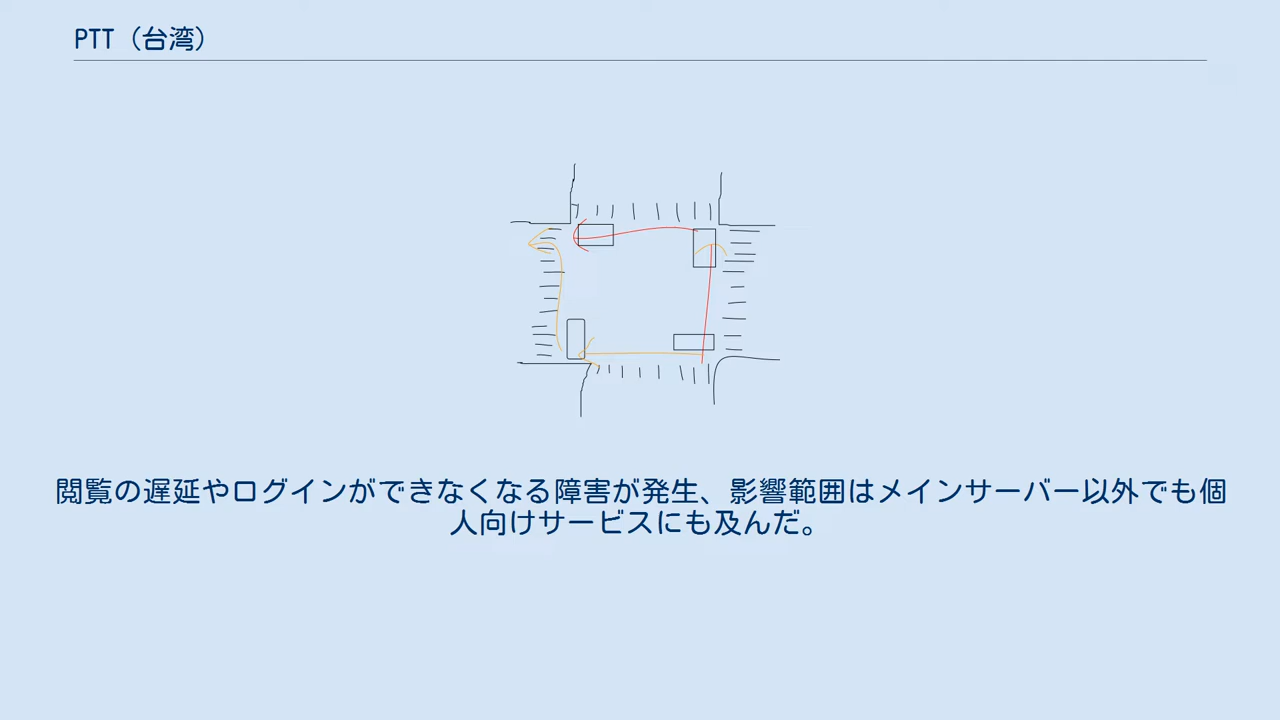 PTT（台湾）
閲覧の遅延やログインができなくなる障害が発生、影響範囲はメインサーバー以外でも個
人向けサービスにも及んだ。